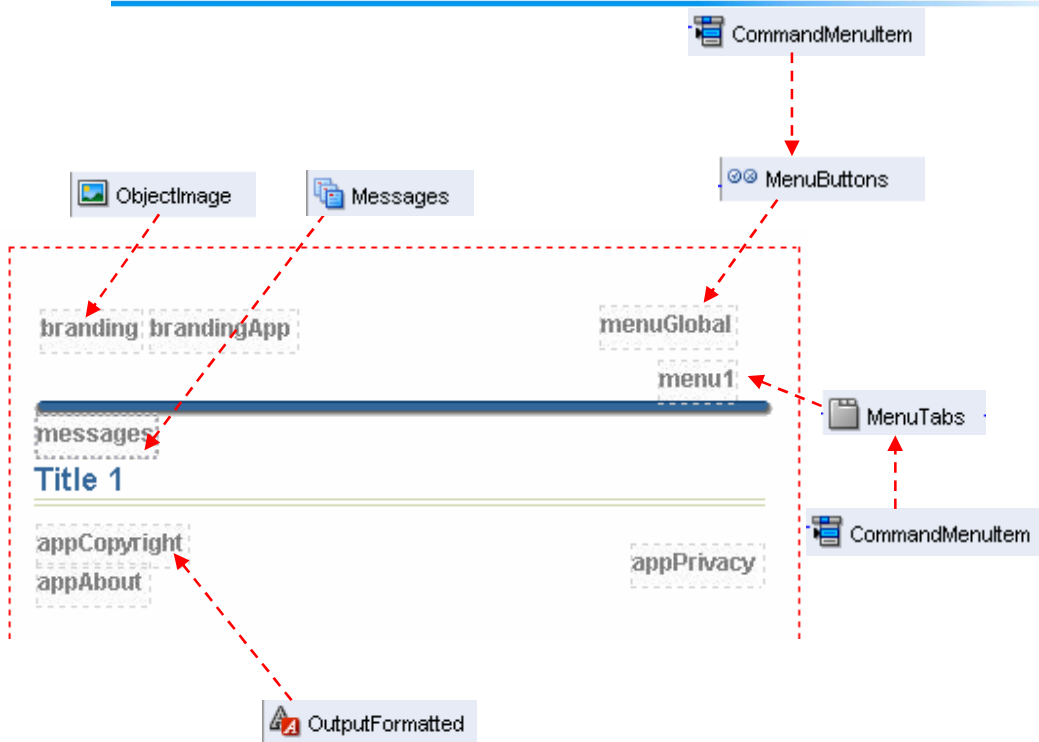 CommandMenuItem
MenuButtons
ObjectImage
Messages
branding brandingApp
menuGlobal
menu1
MenuTabs
messages
Title 1
CommandMenuItem
appCopyright
appPrivacy
appAbout
OutputFormatted